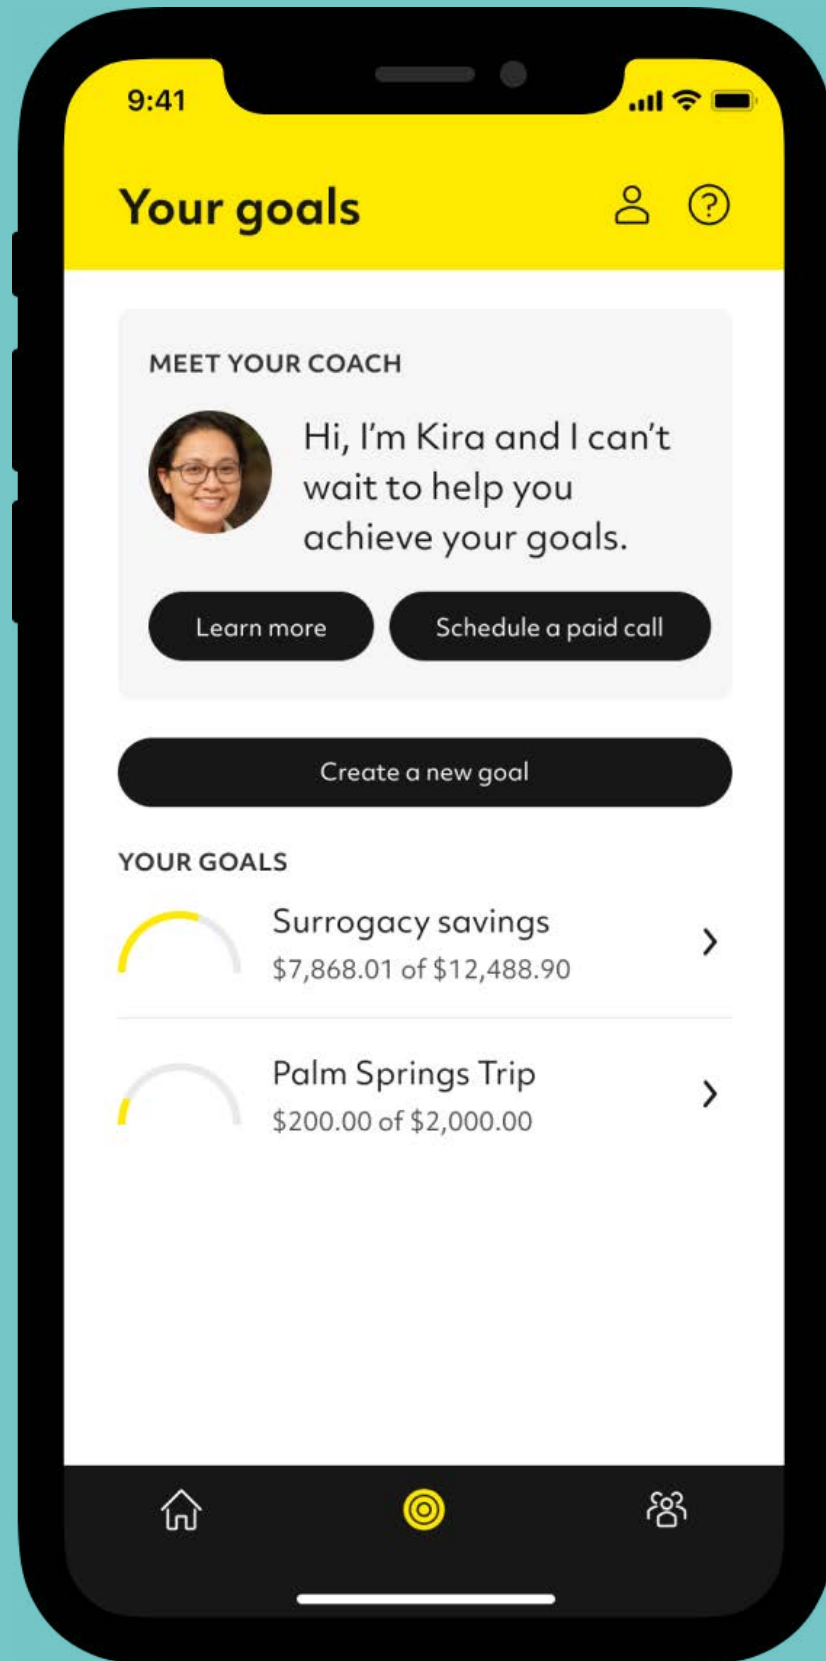 9:41
Your goals
?
MEET YOUR COACH
Hi, I'm Kira and I can't
wait to help you
achieve your goals.
Learn more
Schedule a paid call
Create a new goal
YOUR GOALS
Surrogacy savings
$7,868.01 of $12,488.90
Palm Springs Trip
$200.00 of $2,000.00